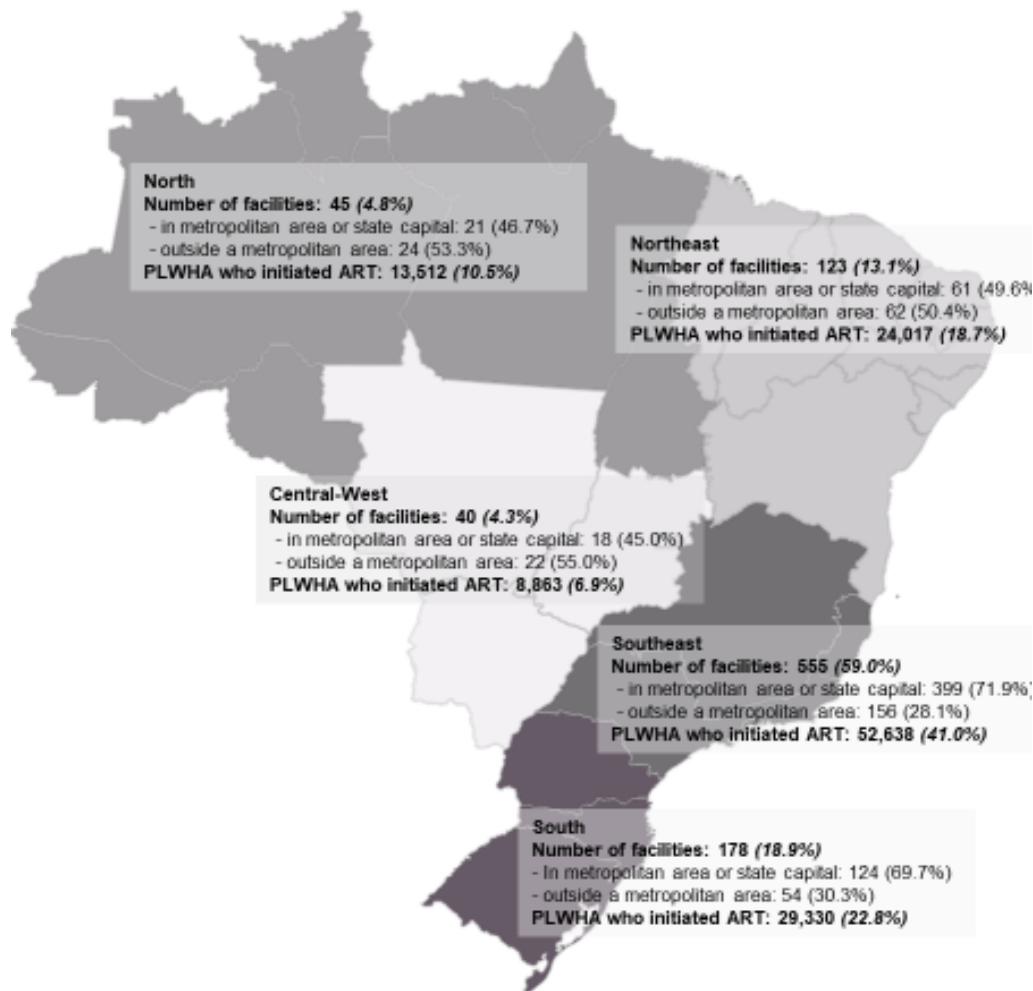 North
Number of facilities: 45 (4.8%)
- in metropolitan area or state capital: 21 (46.7%)
- outside a metropolitan area: 24 (53.3%)
PLWHA who initiated ART: 13,512 (10.5%)
Northeast
Number of facilities: 123 (13.1%)
- in metropolitan area or state capital: 61 (49.6%
- outside a metropolitan area: 62 (50.4%)
PLWHA who initiated ART: 24,017 (18.7%)
Central-West
Number of facilities: 40 (4.3%)
- in metropolitan area or state capital: 18 (45.0%)
- outside a metropolitan area: 22 (55.0%)
PLWHA who initiated ART: 8,863 (6.9%)
Southeast
Number of facilities: 555 (59.0%)
- in metropolitan area or state capital: 399 (71.9%)
- outside a metropolitan area: 156 (28.1%)
PLWHA who initiated ART: 52,638 (41.0%)
South
Number of facilities: 178 (18.9%)
- In metropolitan area or state capital: 124 (69.7%)
- outside a metropolitan area: 54 (30.3%)
PLWHA who initiated ART: 29,330 (22.8%)